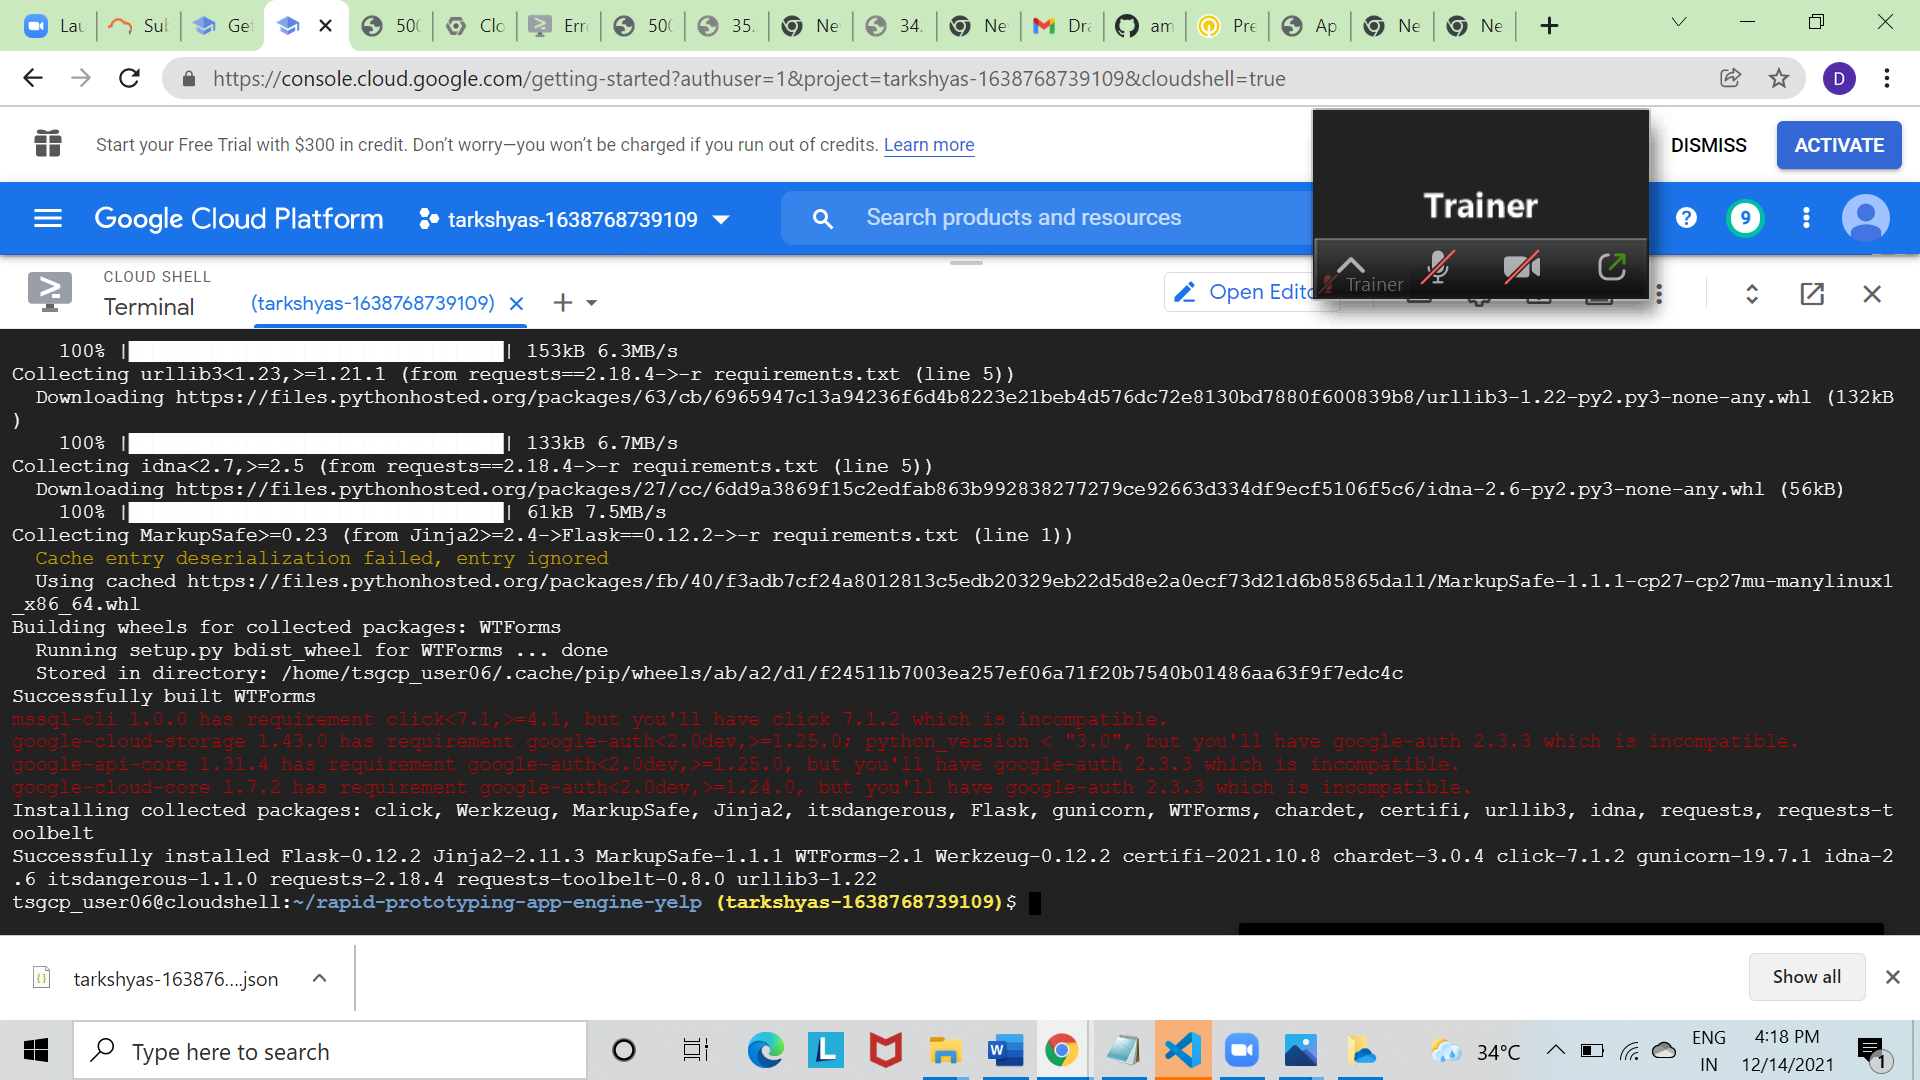 Lau
Sub
Get
500
Clo
Erro
500
35.
Ne
34.
Ne
Dra
am
Pre
Ap
Ne
Ne
https://console.cloud.google.com/getting-started?authuser=1&project=tarkshyas-1638768739109&cloudshell=true
D
Start your Free Trial with $300 in credit. Don’t worry—you won’t be charged if you run out of credits. Learn more
DISMISS
ACTIVATE
Trainer
Trainer
Google Cloud Platform
tarkshyas-1638768739109
Search products and resources
?
9
CLOUD SHELL
Terminal
(tarkshyas-1638768739109)
Open Edito
100% | | 153kB 6.3MB/s
Collecting urllib3<1.23,>=1.21.1 (from requests==2.18.4->-r requirements.txt (line 5))
Downloading https://files.pythonhosted.org/packages/63/cb/6965947c13a94236f6d4b8223e21beb4d576dc72e8130bd7880f600839b8/urllib3-1.22-py2.py3-none-any.whl (132kB
)
100% | | 133kB 6.7MB/s
Collecting idna<2.7,>=2.5 (from requests==2.18.4->-r requirements.txt (line 5))
Downloading https://files.pythonhosted.org/packages/27/cc/6dd9a3869f15c2edfab863b992838277279ce92663d334df9ecf5106f5c6/idna-2.6-py2.py3-none-any.whl (56kB)
100% | | 61kB 7.5MB/s
Collecting MarkupSafe>=0.23 (from Jinja2>=2.4->Flask==0.12.2->-r requirements.txt (line 1))
Cache entry deserialization failed, entry ignored
Using cached https://files.pythonhosted.org/packages/fb/40/f3adb7cf24a8012813c5edb20329eb22d5d8e2a0ecf73d21d6b85865da11/MarkupSafe-1.1.1-cp27-cp27mu-manylinux1
_x86_64.whl
Building wheels for collected packages: WTForms
Running setup.py bdist_wheel for WTForms ... done
Stored in directory: /home/tsgcp_user06/.cache/pip/wheels/ab/a2/d1/f24511b7003ea257ef06a71f20b7540b01486aa63f9f7edc4c
Successfully built WTForms
mssql-cli 1.0.0 has requirement click<7.1,>=4.1, but you'll have click 7.1.2 which is incompatible.
google-cloud-storage 1.43.0 has requirement google-auth<2.0dev,>=1.25.0; python_version < "3.0", but you'll have google-auth 2.3.3 which is incompatible.
google-api-core 1.31.4 has requirement google-auth<2.0dev,>=1.25.0, but you'll have google-auth 2.3.3 which is incompatible.
google-cloud-core 1.7.2 has requirement google-auth<2.0dev,>=1.24.0, but you'll have google-auth 2.3.3 which is incompatible.
Installing collected packages: click, Werkzeug, MarkupSafe, Jinja2, itsdangerous, Flask, gunicorn, WTForms, chardet, certifi, urllib3, idna, requests, requests-t
oolbelt
Successfully installed Flask-0.12.2 Jinja2-2.11.3 MarkupSafe-1.1.1 WTForms-2.1 Werkzeug-0.12.2 certifi-2021.10.8 chardet-3.0.4 click-7.1.2 gunicorn-19.7.1 idna-2
.6 itsdangerous-1.1.0 requests-2.18.4 requests-toolbelt-0.8.0 urllib3-1.22
tsgcp_user06@cloudshell:~/rapid-prototyping-app-engine-yelp (tarkshyas-1638768739109)$
tarkshyas-163876....json
Show all
Type here to search
34°C
ENG
IN
4:18 PM
12/14/2021
1